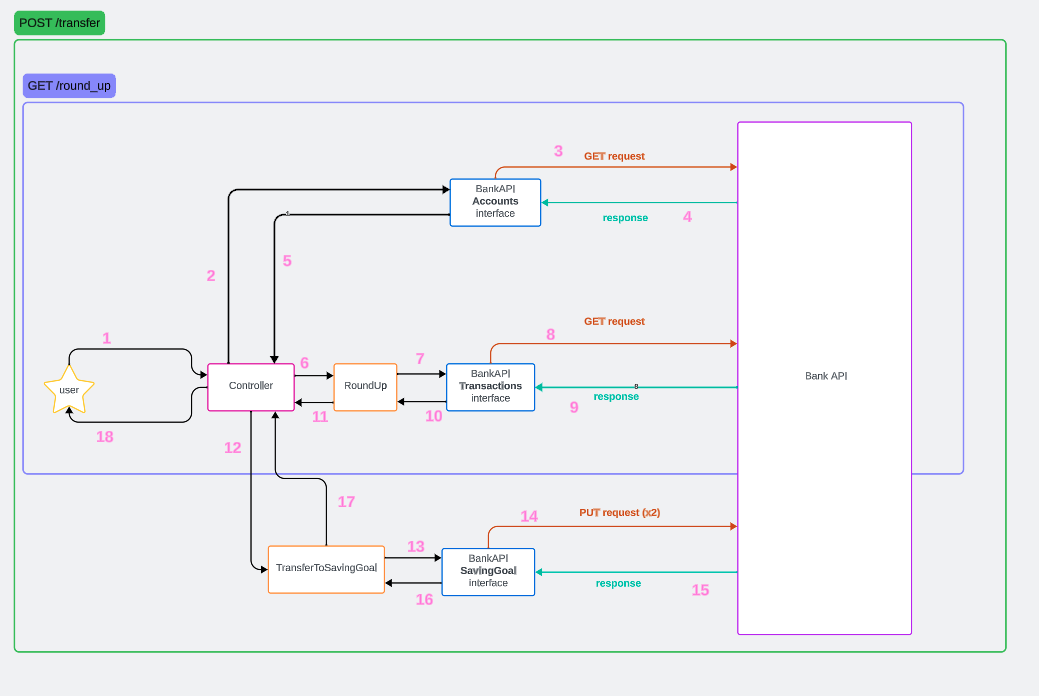 POST /transfer
GET /round_up
3
GET request
BankAPI
Accounts
interface
response
4
2
5
GET request
8
1
6
7
user
Controller
RoundUp
BankAPI
Transactions
interface
8
response
9
Bank API
11
10
18
12
17
14
PUT request (x2)
13
TransferToSavingGoal
BankAPI
SavingGoal
interface
response
15
16